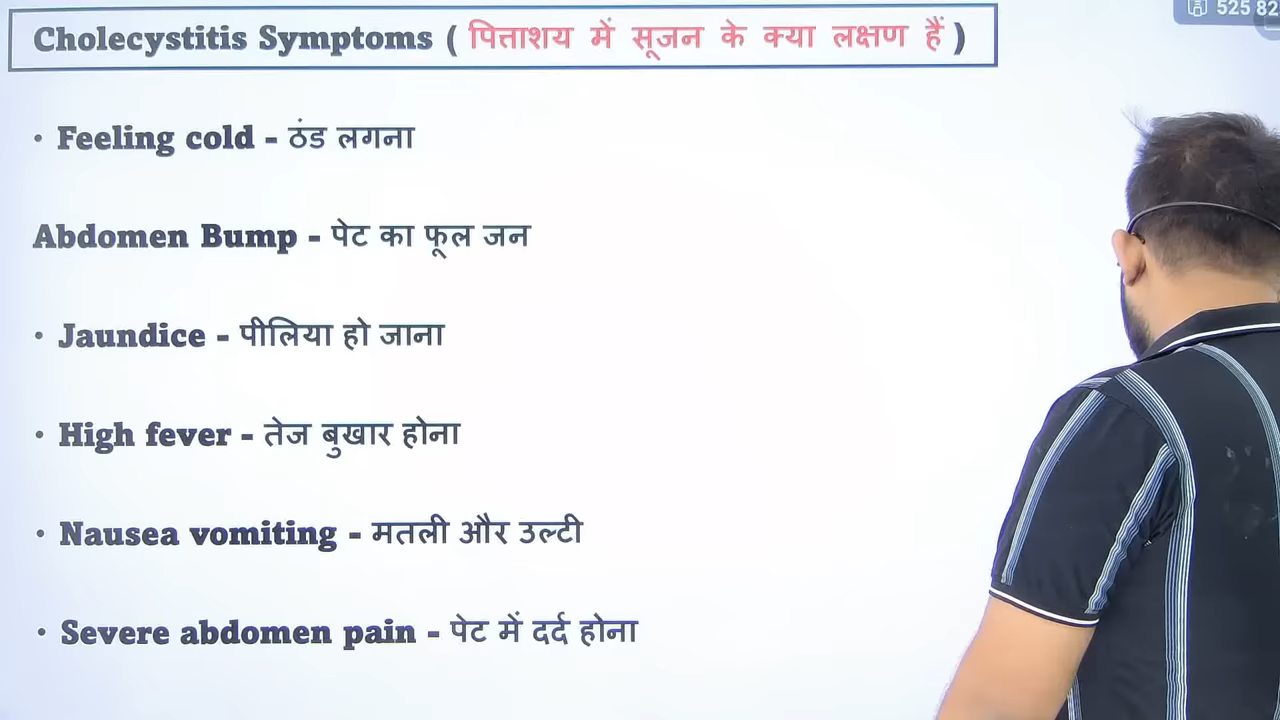 525 82
Cholecystitis Symptoms ( पित्ताशय में सूजन के क्या लक्षण हैं )
• Feeling cold - ठंड लगना
Abdomen Bump - पेट का फूल जन
• Jaundice - पीलिया हो जाना
• High fever - तेज बुखार होना
• Nausea vomiting - मतली और उल्टी
• Severe abdomen pain - पेट में दर्द होना